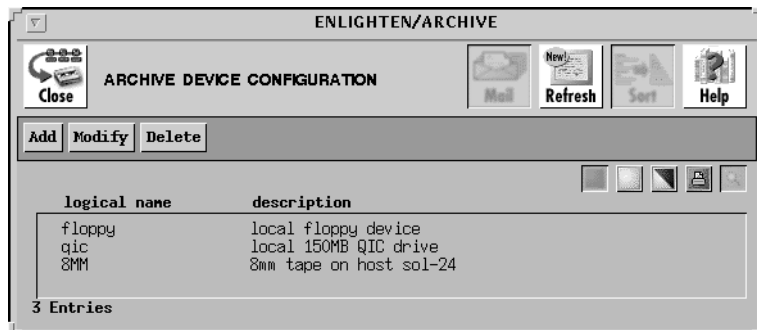 ENLIGHTEN/ARCHIVE
Close
ARCHIVE DEVICE CONFIGURATION
Mail
New!
Refresh
Sort
Help
Add Modify Delete
logical name description
floppy local floppy device
qic local 150MB QIC drive
8MM 8mm tape on host sol-24
3 Entries